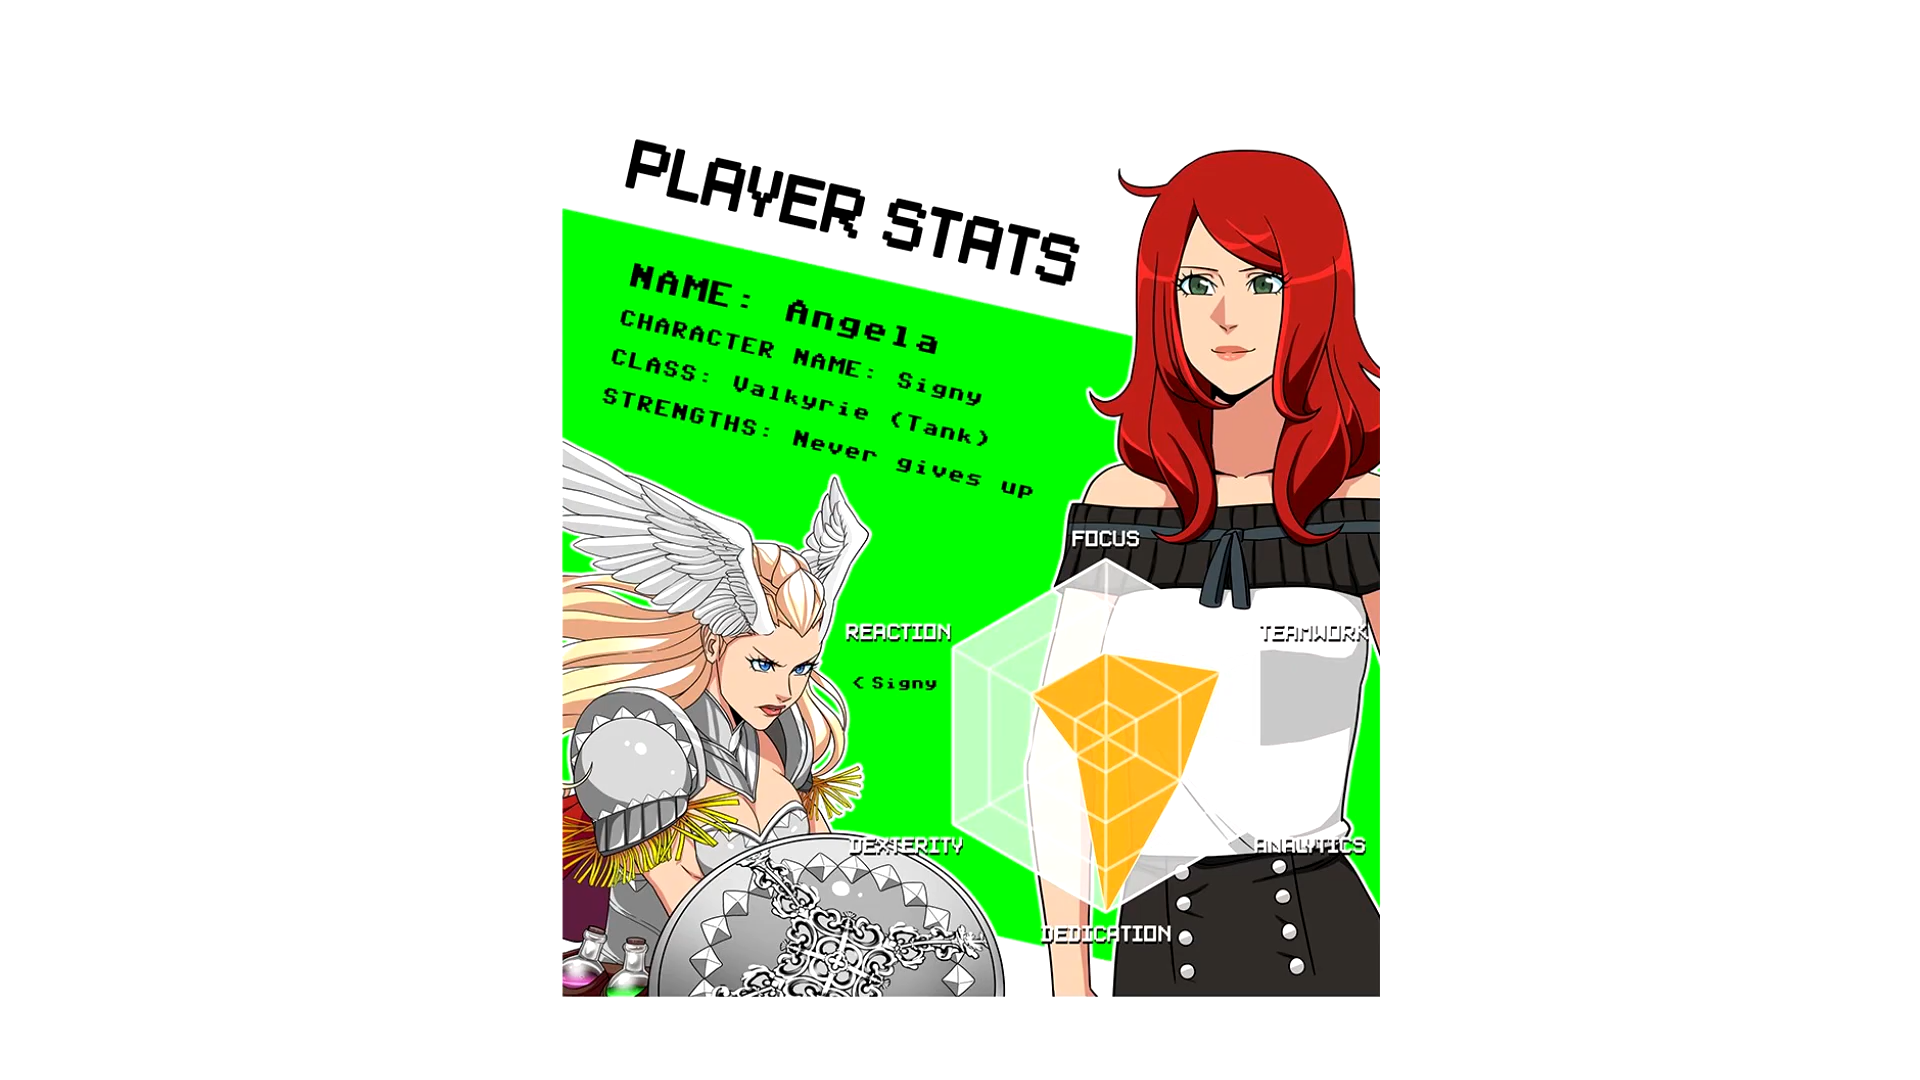 PLAYER STATS
NAME: Angela
CHARACTER NAME: Signy
CLASS: Valkyrie (Tank)
STRENGTHS: Never gives up
FOCUS
REACTION
TEAMWORK
< Signy
DEXTERITY
ANALYTICS
DEDICATION